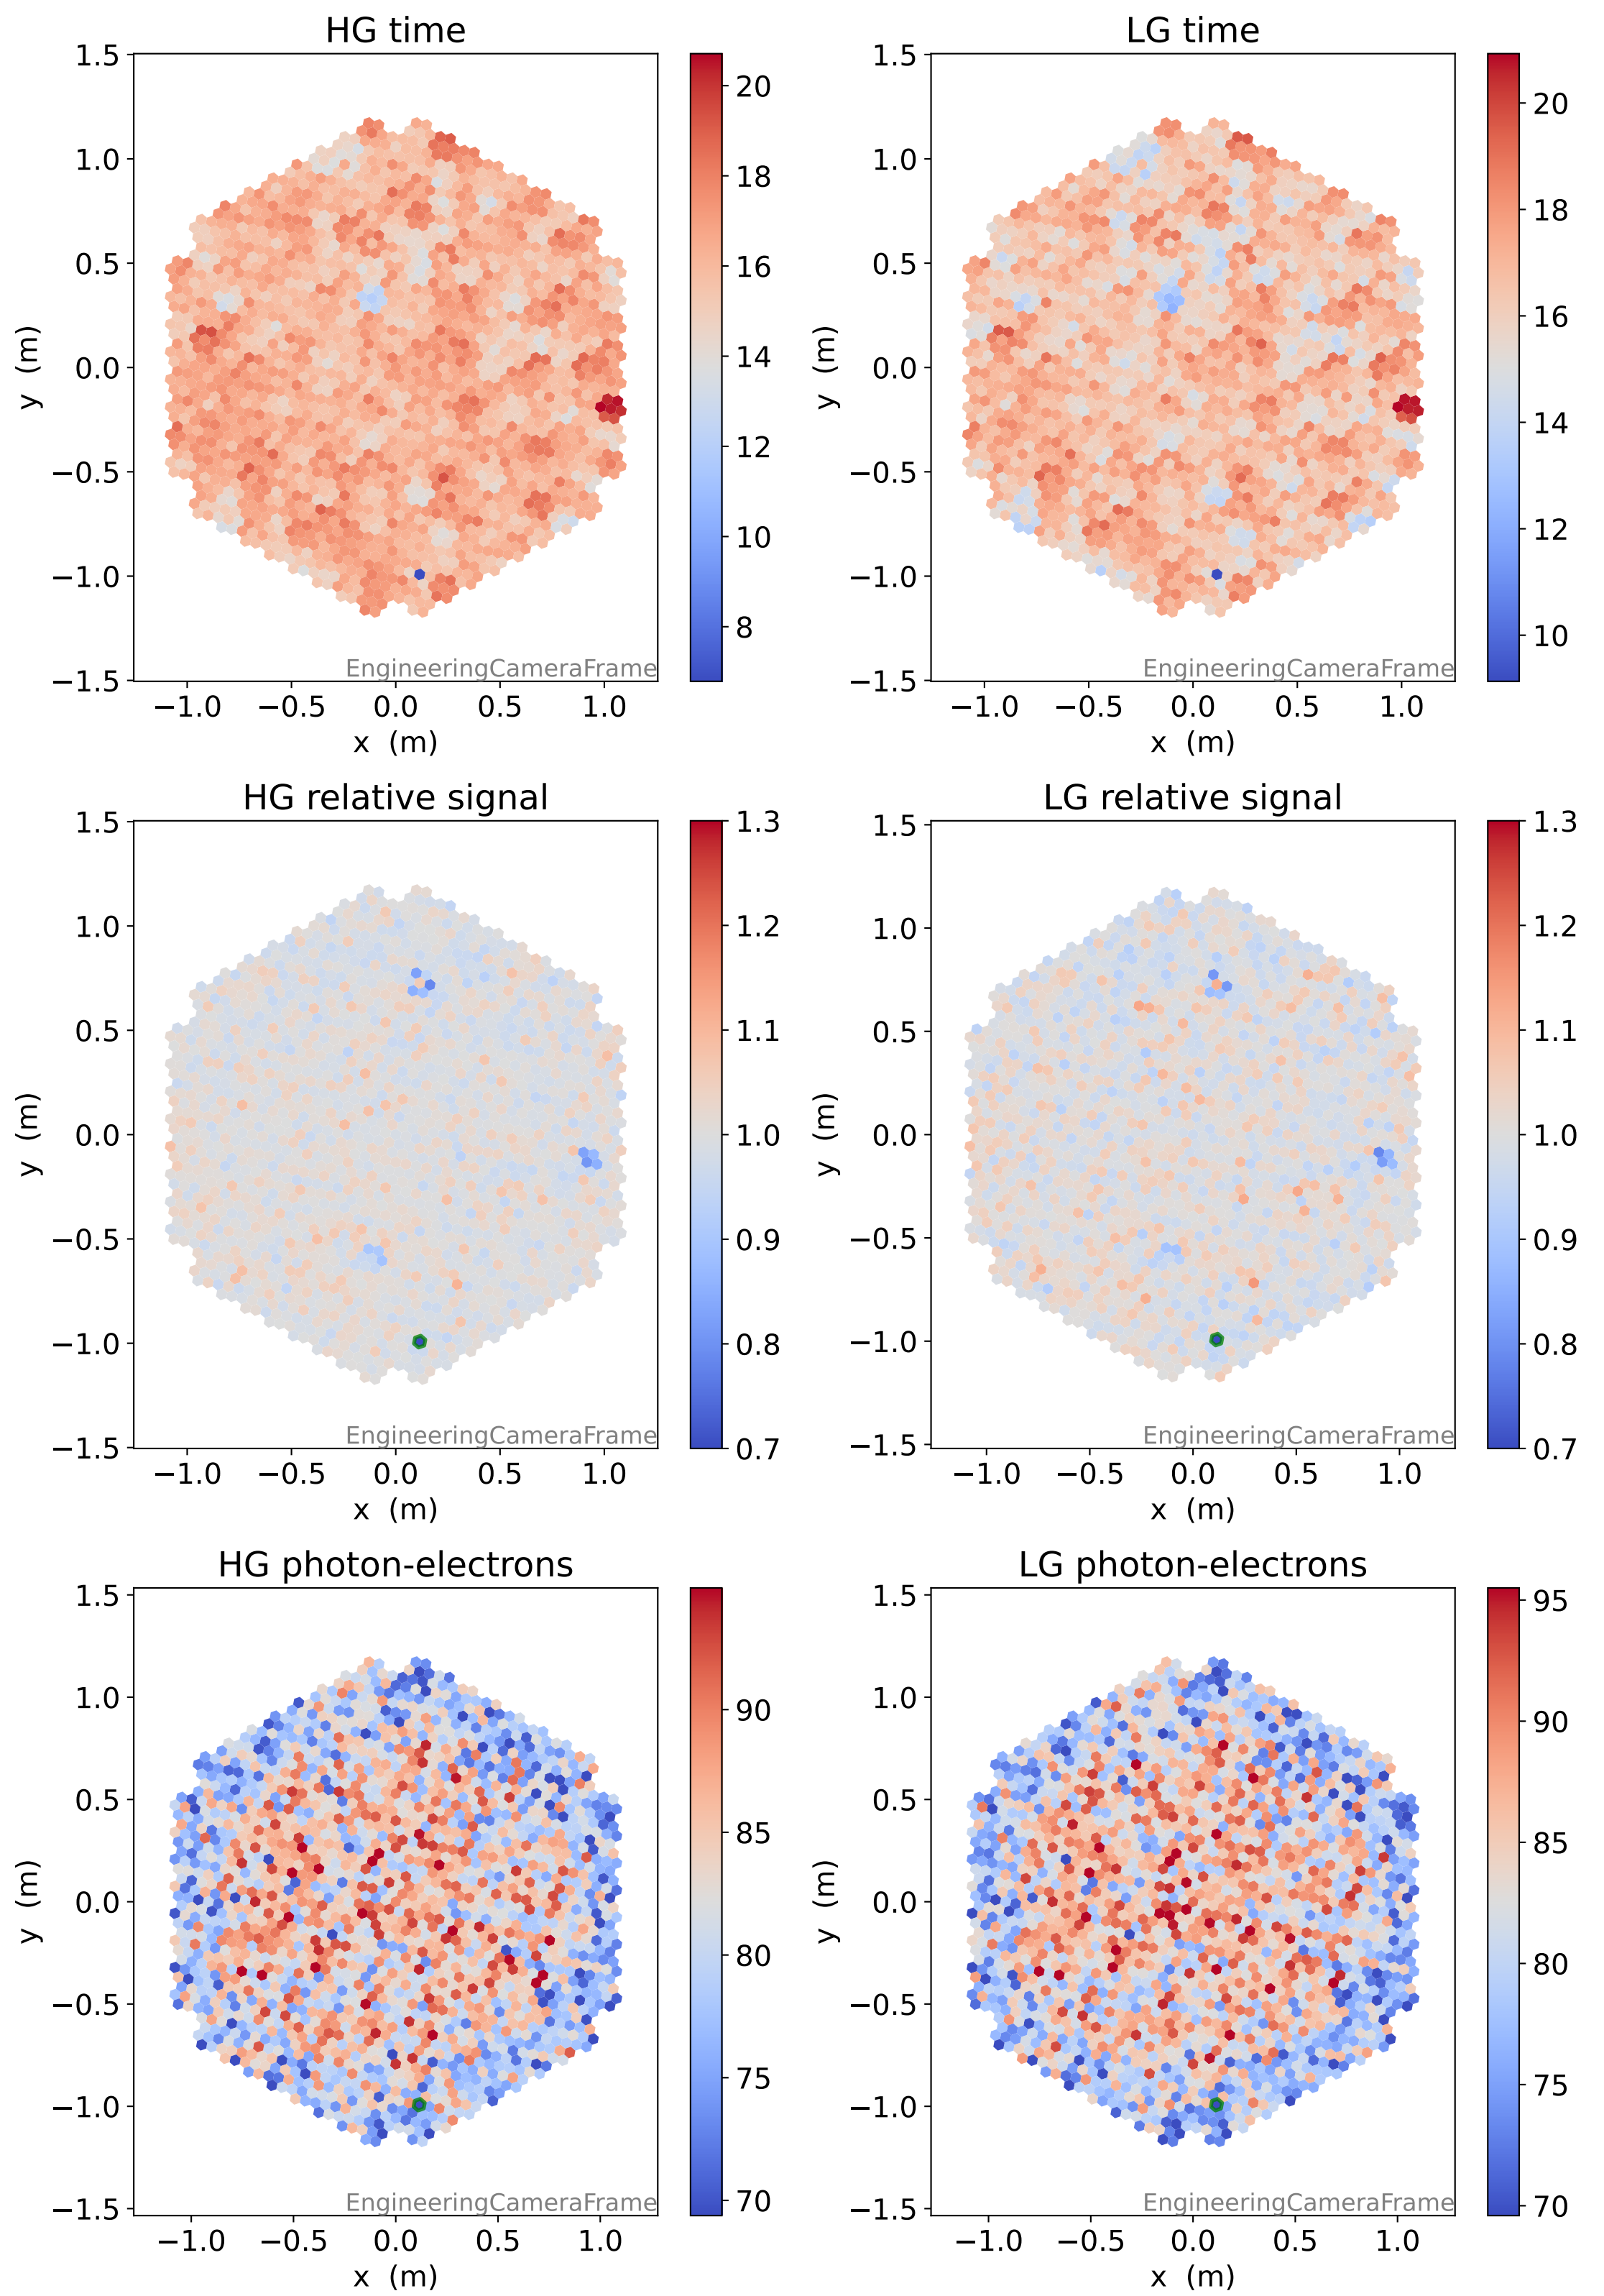 HG time
1.5
1.0
0.5
0.0
−0.5
−1.0
−1.5
y (m)
−1.0 −0.5 0.0 0.5 1.0
x (m)
EngineeringCameraFrame
20
18
16
14
12
10
8
LG time
1.5
1.0
0.5
0.0
−0.5
−1.0
−1.5
y (m)
−1.0 −0.5 0.0 0.5 1.0
x (m)
EngineeringCameraFrame
20
18
16
14
12
10
HG relative signal
1.5
1.0
0.5
0.0
−0.5
−1.0
−1.5
y (m)
−1.0 −0.5 0.0 0.5 1.0
x (m)
EngineeringCameraFrame
1.3
1.2
1.1
1.0
0.9
0.8
0.7
LG relative signal
1.5
1.0
0.5
0.0
−0.5
−1.0
−1.5
y (m)
−1.0 −0.5 0.0 0.5 1.0
x (m)
EngineeringCameraFrame
1.3
1.2
1.1
1.0
0.9
0.8
0.7
HG photon-electrons
1.5
1.0
0.5
0.0
−0.5
−1.0
−1.5
y (m)
−1.0 −0.5 0.0 0.5 1.0
x (m)
EngineeringCameraFrame
90
85
80
75
70
LG photon-electrons
1.5
1.0
0.5
0.0
−0.5
−1.0
−1.5
y (m)
−1.0 −0.5 0.0 0.5 1.0
x (m)
EngineeringCameraFrame
95
90
85
80
75
70